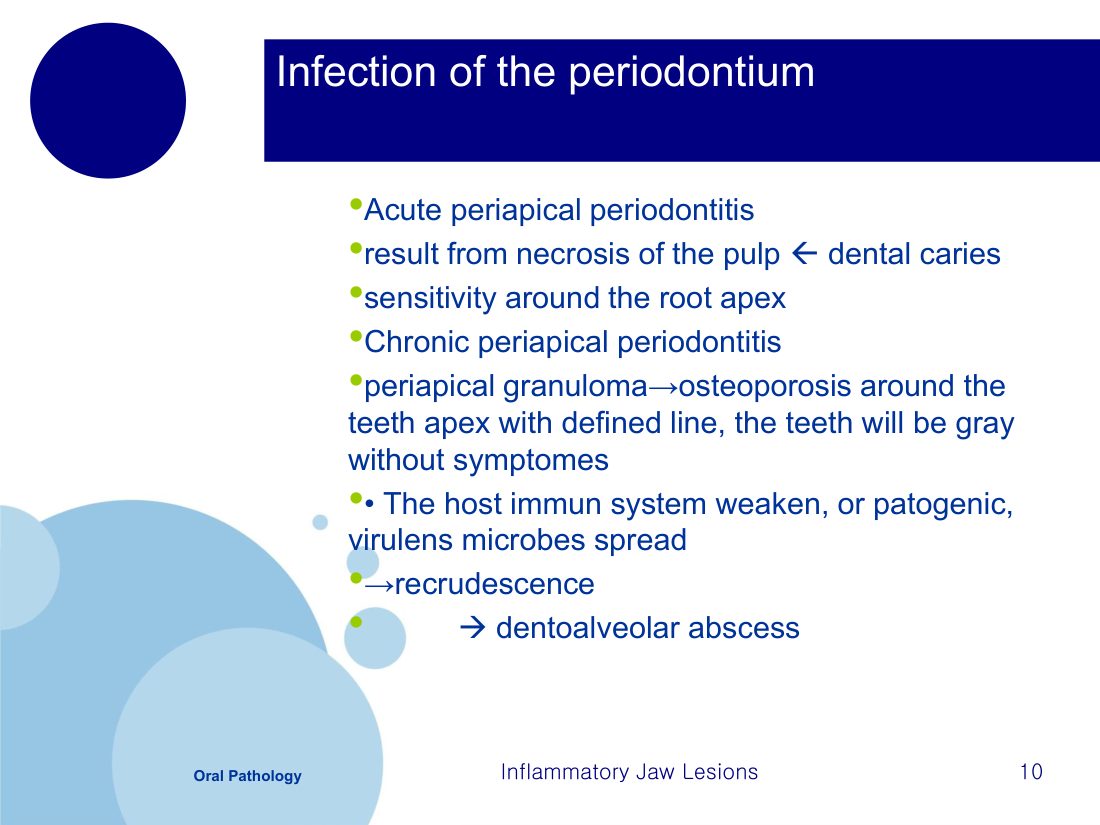 Infection of the periodontium
•Acute periapical periodontitis
•result from necrosis of the pulp ← dental caries
•sensitivity around the root apex
•Chronic periapical periodontitis
•periapical granuloma→osteoporosis around the
teeth apex with defined line, the teeth will be gray
without symptomes
•• The host immun system weaken, or patogenic,
virulens microbes spread
•→recrudescence
• → dentoalveolar abscess
Oral Pathology
Inflammatory Jaw Lesions
10